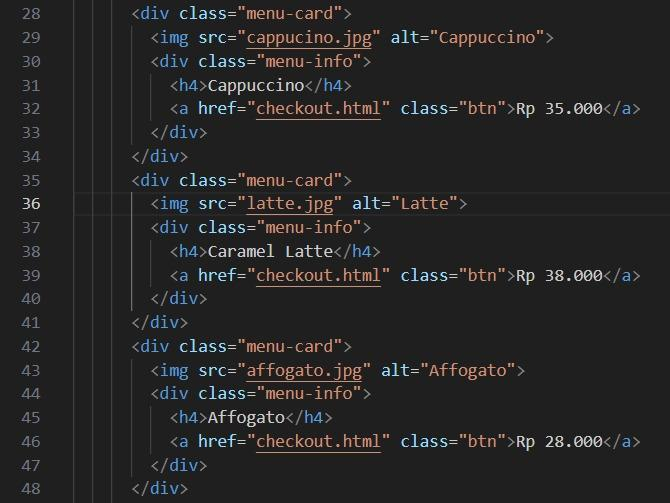 28 <div class="menu-card">
29 <img src="cappucino.jpg" alt="Cappuccino">
30 <div class="menu-info">
31 <h4>Cappuccino</h4>
32 <a href="checkout.html" class="btn">Rp 35.000</a>
33 </div>
34 </div>
35 <div class="menu-card">
36 <img src="latte.jpg" alt="Latte">
37 <div class="menu-info">
38 <h4>Caramel Latte</h4>
39 <a href="checkout.html" class="btn">Rp 38.000</a>
40 </div>
41 </div>
42 <div class="menu-card">
43 <img src="affogato.jpg" alt="Affogato">
44 <div class="menu-info">
45 <h4>Affogato</h4>
46 <a href="checkout.html" class="btn">Rp 28.000</a>
47 </div>
48 </div>